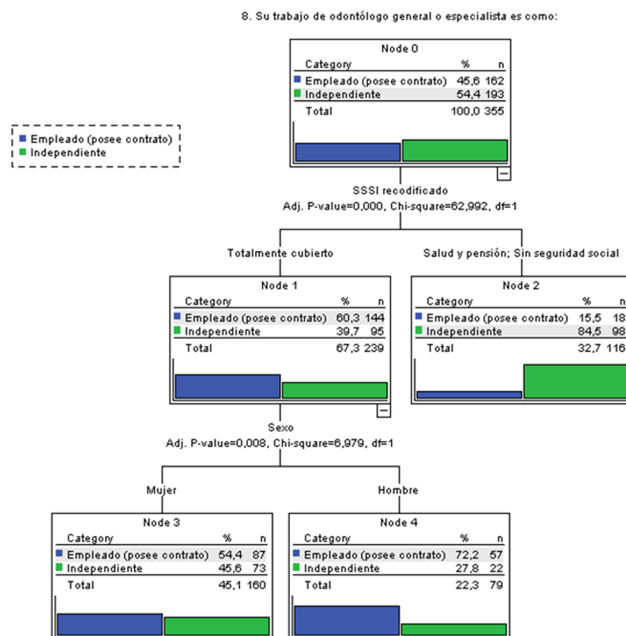 8. Su trabajo de odontólogo general o especialista es como:
Node 0
Category % n
Empleado (posee contrato) 45,6 162
Independiente 54,4 193
Total 100,0 355
Empleado (posee contrato)
Independiente
SSSI recodificado
Adj. P-value=0,000, Chi-square=62,992, df=1
Totalmente cubierto
Salud y pensión; Sin seguridad social
Node 1
Category % n
Empleado (posee contrato) 60,3 144
Independiente 39,7 95
Total 67,3 239
Node 2
Category % n
Empleado (posee contrato) 15,5 18
Independiente 84,5 98
Total 32,7 116
Sexo
Adj. P-value=0,008, Chi-square=6,979, df=1
Mujer
Hombre
Node 3
Category % n
Empleado (posee contrato) 54,4 87
Independiente 45,6 73
Total 45,1 160
Node 4
Category % n
Empleado (posee contrato) 72,2 57
Independiente 27,8 22
Total 22,3 79